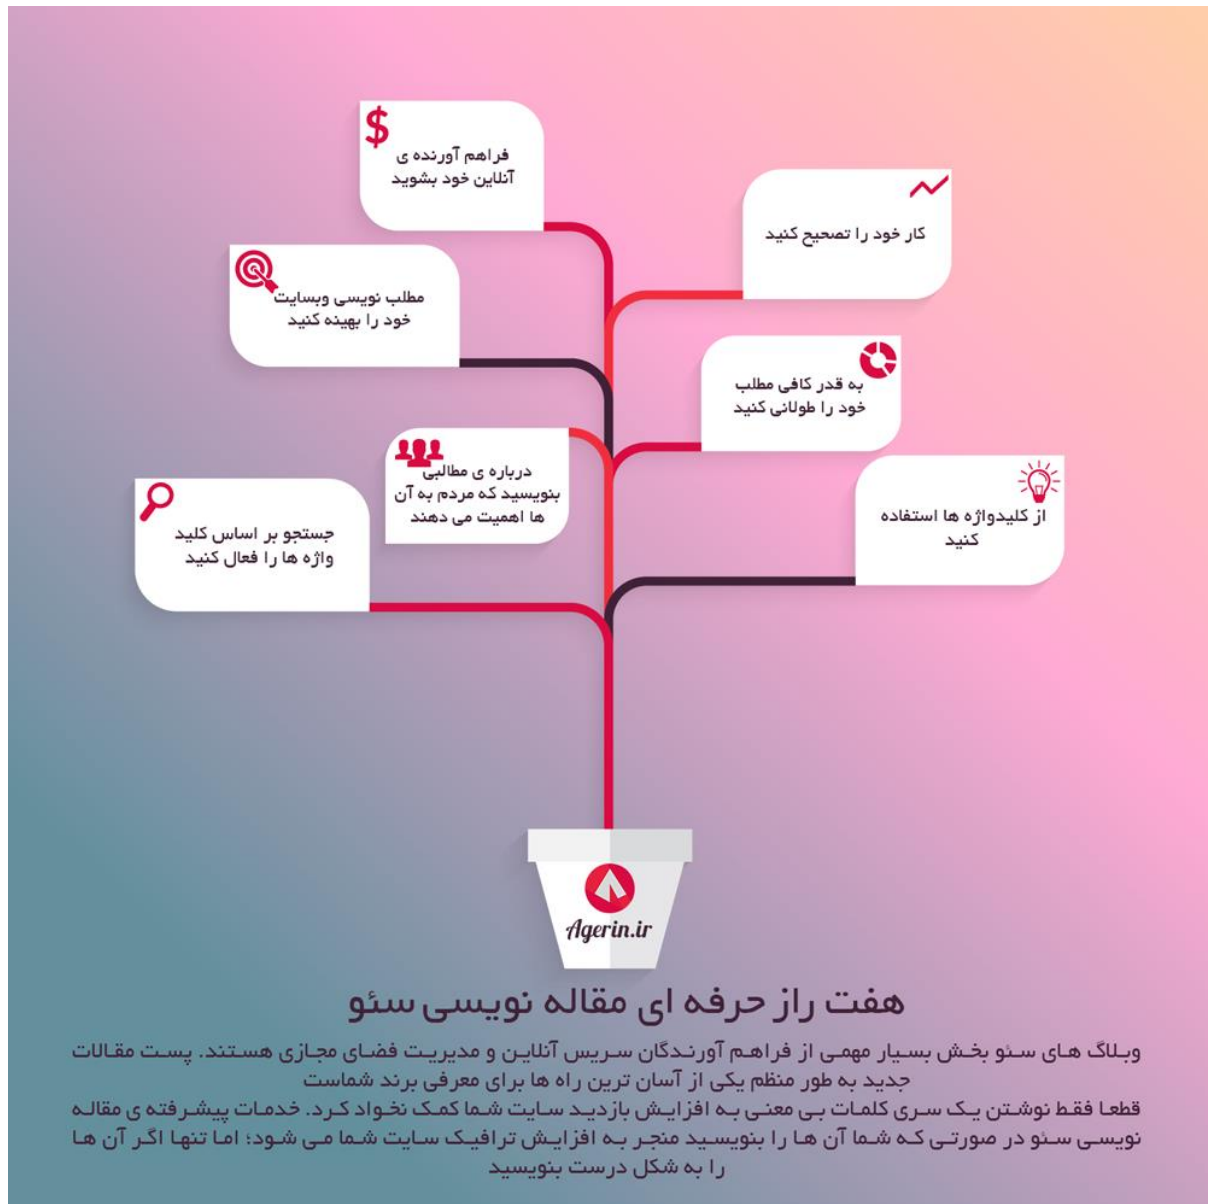 فراهم آورنده ی
آنلاین خود بشوید
کار خود را تصحیح کنید
مطلب نویسی وبسایت
خود را بهینه کنید
به قدر کافی مطلب
خود را طولانی کنید
درباره ی مطالبی
بنویسید که مردم به آن
ها اهمیت می دهند
از کلیدواژه ها استفاده
کنید
جستجو بر اساس کلید
واژه ها را فعال کنید
Agerin.ir
هفت راز حرفه ای مقاله نویسی سئو
وبلاگ های سئو بخش بسیار مهمی از فراهم آورندگان سریس آنلاین و مدیریت فضای مجازی هستند. پست مقالات
جدید به طور منظم یکی از آسان ترین راه ها برای معرفی برند شماست
قطعا فقط نوشتن یک سری کلمات بی معنی به افزایش بازدید سایت شما کمک نخواد کرد. خدمات پیشرفته ی مقاله
نویسی سئو در صورتی که شما آن ها را بنویسید منجر به افزایش ترافیک سایت شما می شود؛ اما تنها اگر آن ها
را به شکل درست بنویسید